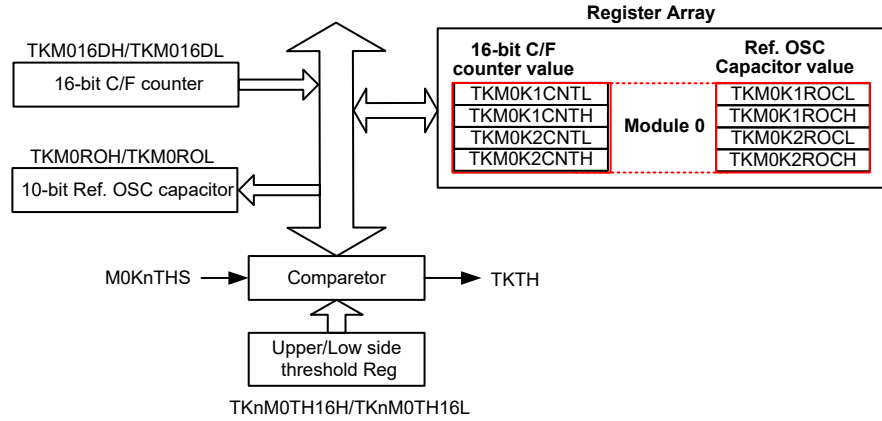 Register Array
TKM016DH/TKM016DL
16-bit C/F counter
16-bit C/F
counter value
Ref. OSC
Capacitor value
TKM0K1CNTL
TKM0K1CNTH
TKM0K2CNTL
TKM0K2CNTH
Module 0
TKM0K1ROCL
TKM0K1ROCH
TKM0K2ROCL
TKM0K2ROCH
TKM0ROH/TKM0ROL
10-bit Ref. OSC capacitor
M0KnTHS
Comparetor
TKTH
Upper/Low side
threshold Reg
TKnM0TH16H/TKnM0TH16L